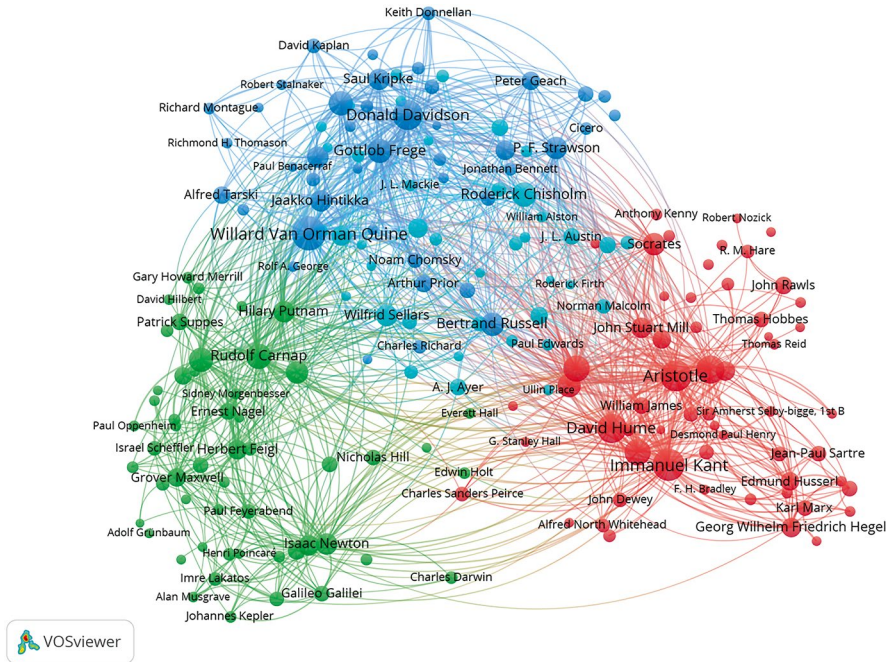 Keith Donnellan
David Kaplan
Saul Kripke
Peter Geach
Robert Stalnaker
Richard Montague
Donald Davidson
Cicero
Richmond H. Thomason
Gottlob Frege
P. F. Strawson
Paul Benacerraf
Jonathan Bennett
J. L. Mackie
Alfred Tarski
Jaakko Hintikka
Roderick Chisholm
William Alston
Anthony Kenny
Robert Nozick
Willard Van Orman Quine
J. L. Austin
Socrates
R. M. Hare
Noam Chomsky
Rolf A. George
Gary Howard Merrill
Arthur Prior
Roderick Firth
John Rawls
David Hilbert
Hilary Putnam
Norman Malcolm
Patrick Suppes
Wilfrid Sellars
Bertrand Russell
John Stuart Mill
Thomas Hobbes
Charles Richard
Paul Edwards
Thomas Reid
Rudolf Carnap
Aristotle
A. J. Ayer
Ullin Place
Sidney Morgenbesser
William James
Ernest Nagel
Everett Hall
Sir Amherst Selby-bigge, 1st B
Paul Oppenheim
David Hume
Desmond Paul Henry
Israel Scheffler
Herbert Feigl
G. Stanley Hall
Nicholas Hill
Jean-Paul Sartre
Immanuel Kant
Edwin Holt
Grover Maxwell
Edmund Husserl
F. H. Bradley
Charles Sanders Peirce
John Dewey
Karl Marx
Paul Feyerabend
Alfred North Whitehead
Georg Wilhelm Friedrich Hegel
Adolf Grunbaum
Isaac Newton
Henri Poincaré
Imre Lakatos
Charles Darwin
Alan Musgrave
Galileo Galilei
Johannes Kepler
VOSviewer